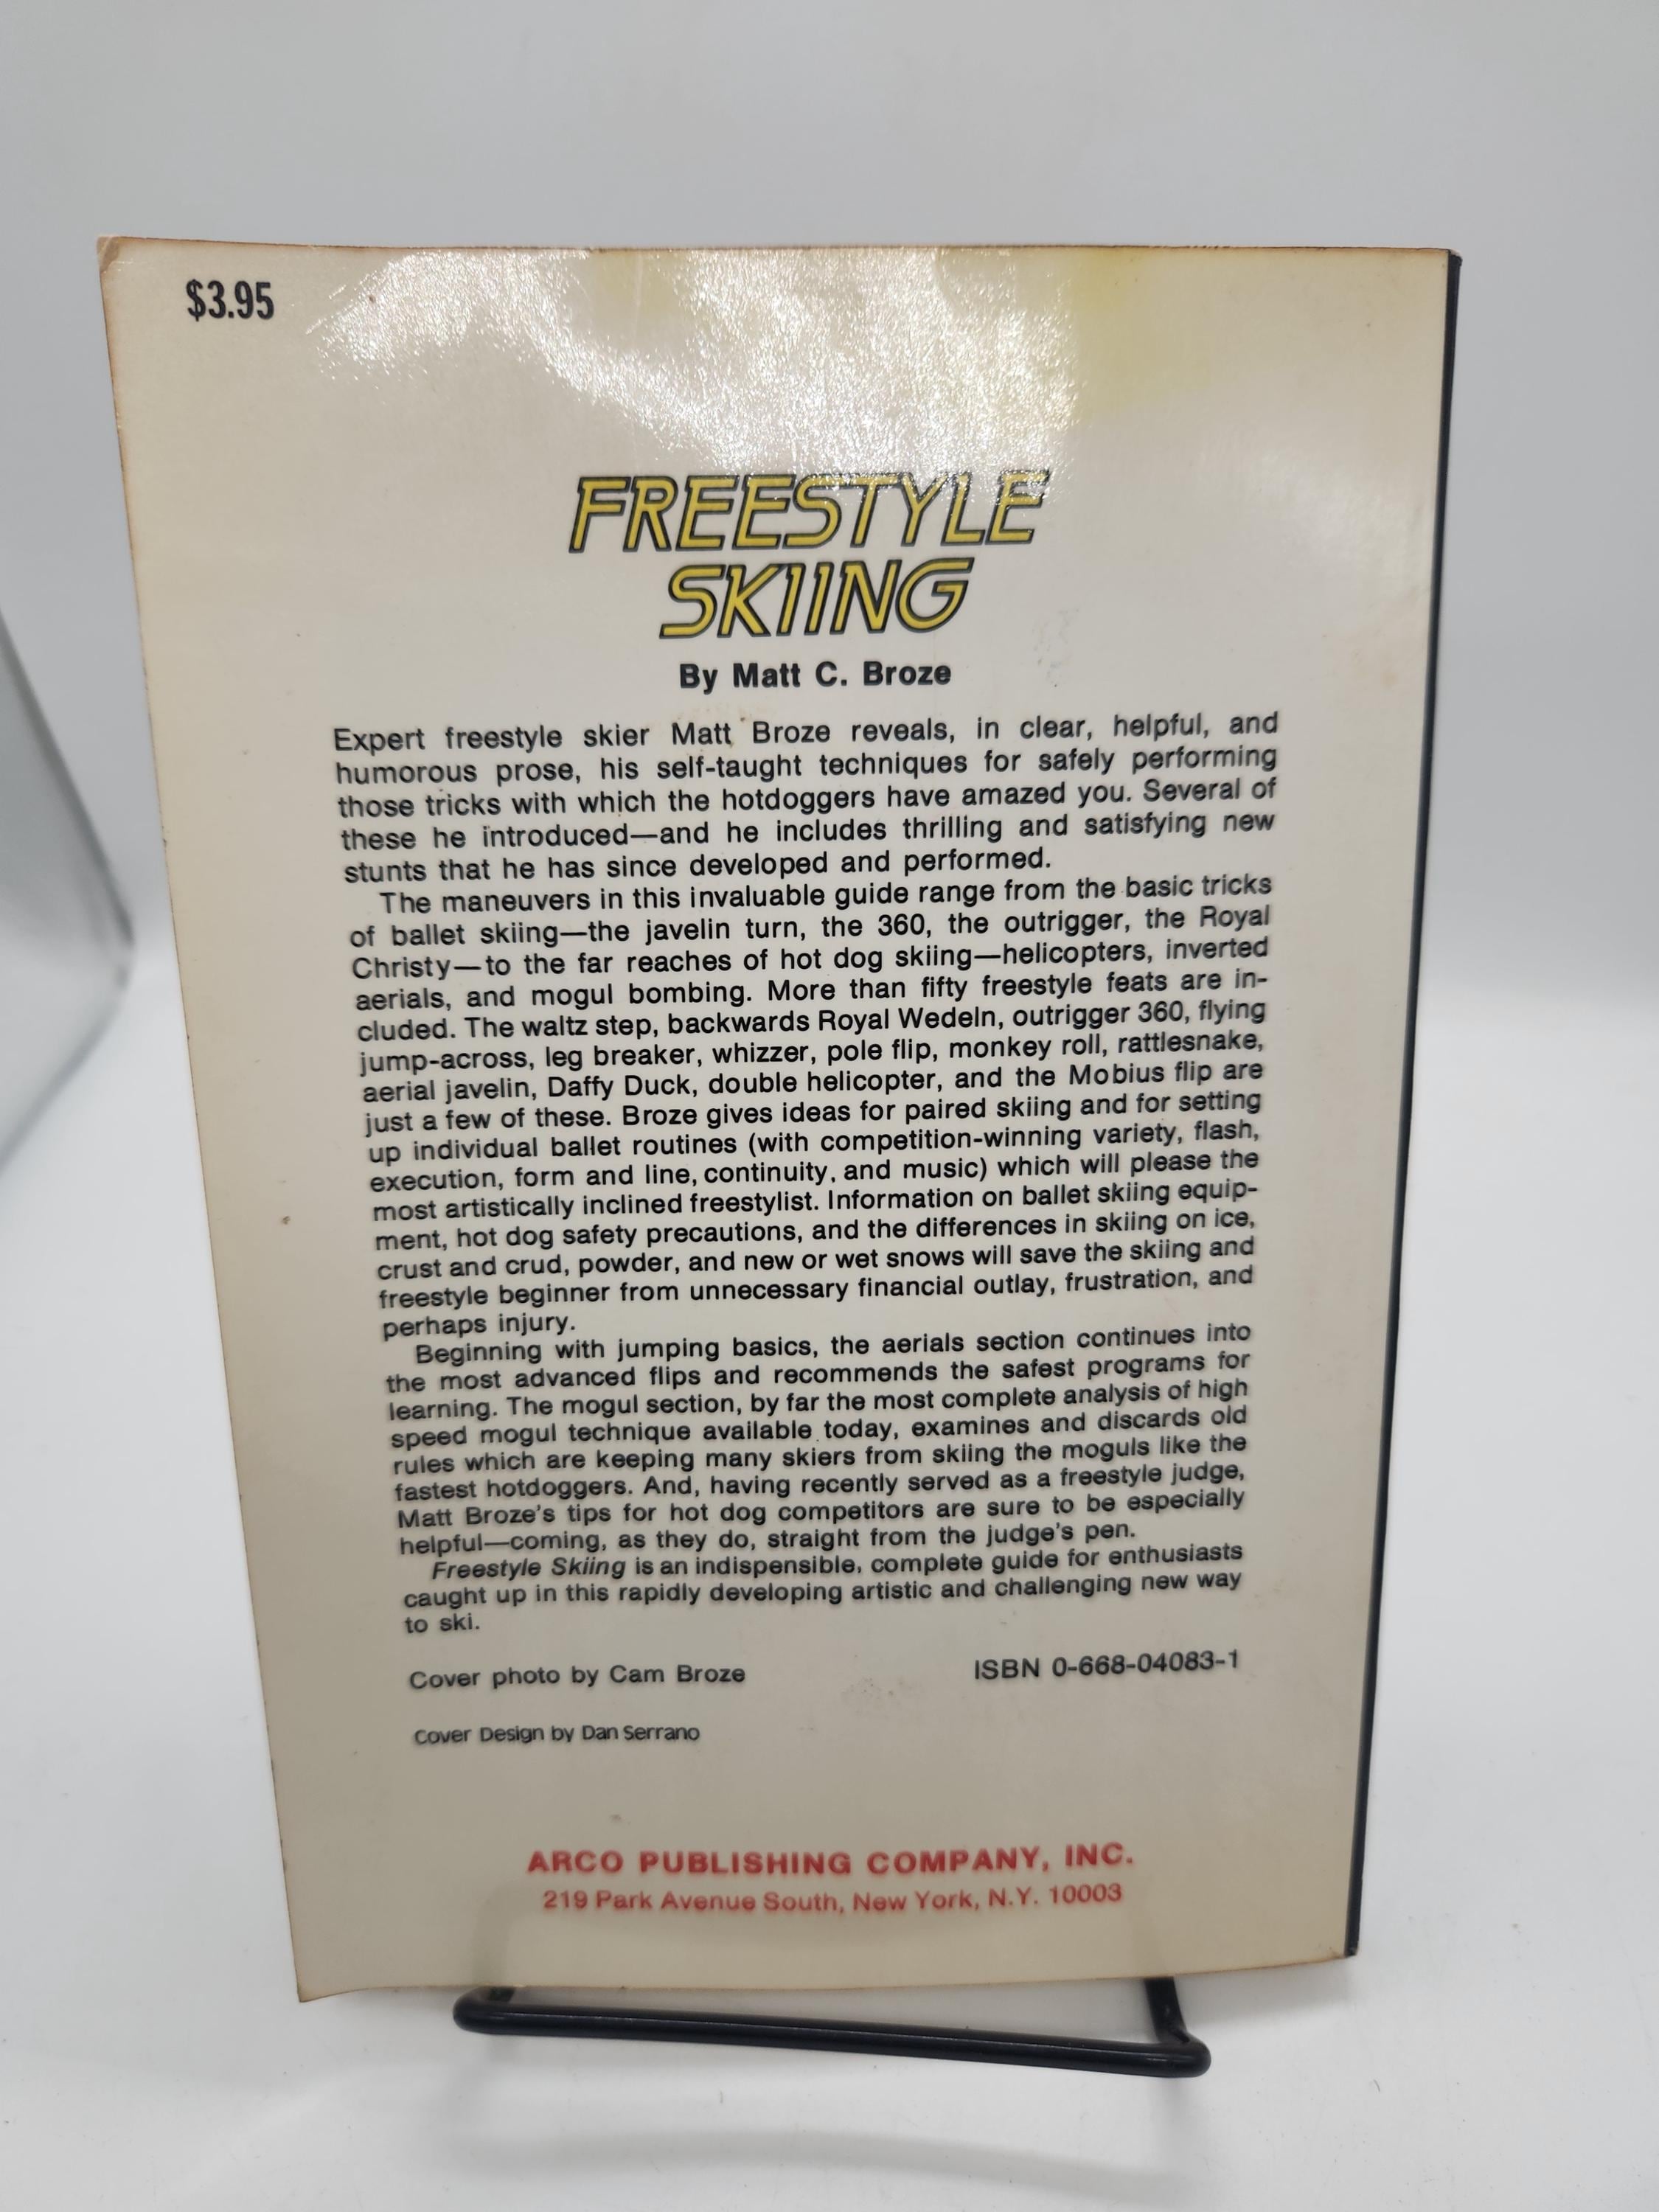 $3.95
FREESTYLE
SKIING
By Matt C. Broze
Expert freestyle skier Matt Broze reveals, in clear, helpful, and
humorous prose, his self-taught techniques for safely performing
those tricks with which the hotdoggers have amazed you. Several of
these he introduced—and he includes thrilling and satisfying new
stunts that he has since developed and performed.
The maneuvers in this invaluable guide range from the basic tricks
of ballet skiing—the javelin turn, the 360, the outrigger, the Royal
Christy—to the far reaches of hot dog skiing—helicopters, inverted
aerials, and mogul bombing. More than fifty freestyle feats are in-
cluded. The waltz step, backwards Royal Wedeln, outrigger 360, flying
jump-across, leg breaker, whizzer, pole flip, monkey roll, rattlesnake,
aerial javelin, Daffy Duck, double helicopter, and the Mobius flip are
just a few of these. Broze gives ideas for paired skiing and for setting
up individual ballet routines (with competition-winning variety, flash,
execution, form and line, continuity, and music) which will please the
most artistically inclined freestylist. Information on ballet skiing equip-
ment, hot dog safety precautions, and the differences in skiing on ice,
crust and crud, powder, and new or wet snows will save the skiing and
freestyle beginner from unnecessary financial outlay, frustration, and
perhaps injury.
Beginning with jumping basics, the aerials section continues into
the most advanced flips and recommends the safest programs for
learning. The mogul section, by far the most complete analysis of high
speed mogul technique available today, examines and discards old
rules which are keeping many skiers from skiing the moguls like the
fastest hotdoggers. And, having recently served as a freestyle judge,
Matt Broze's tips for hot dog competitors are sure to be especially
helpful—coming, as they do, straight from the judge's pen.
Freestyle Skiing is an indispensible, complete guide for enthusiasts
caught up in this rapidly developing artistic and challenging new way
to ski.
Cover photo by Cam Broze
ISBN 0-668-04083-1
Cover Design by Dan Serrano
ARCO PUBLISHING COMPANY, INC.
219 Park Avenue South, New York, N.Y. 10003